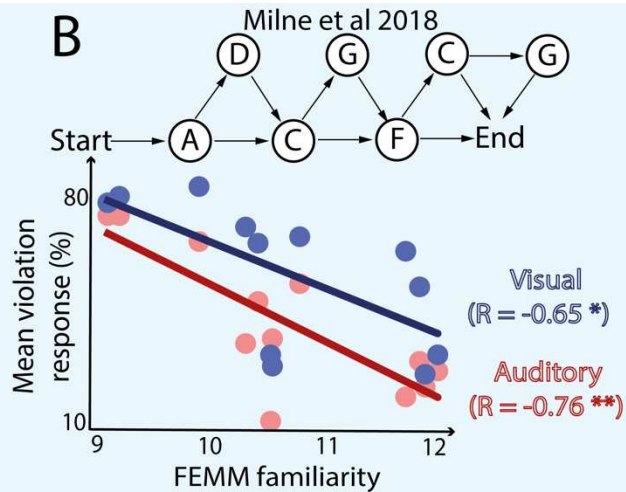 B
Milne et al 2018
D G C G
Start A C F End
80
Mean violation
response (%)
10
9 10 11 12
FEMM familiarity
Visual
(R = -0.65 *)
Auditory
(R = -0.76 **)